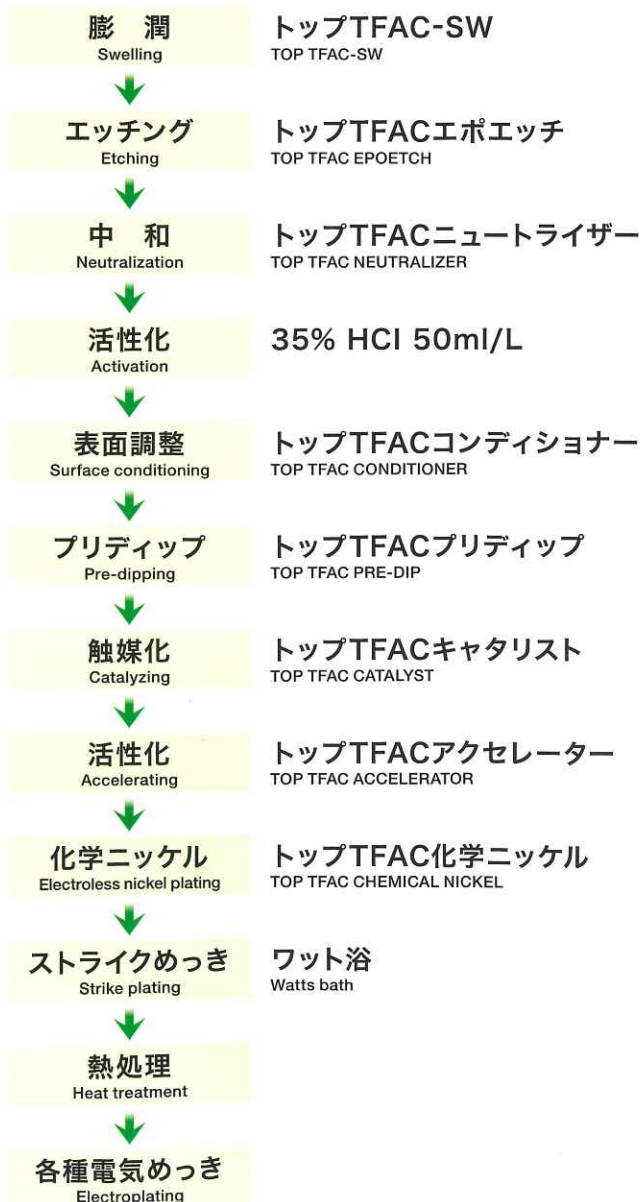 膨　潤
Swelling
トップTFAC-SW
TOP TFAC-SW
エッチング
Etching
トップTFACエポエッチ
TOP TFAC EPOETCH
中　和
Neutralization
トップTFACニュートライザー
TOP TFAC NEUTRALIZER
活性化
Activation
35% HCl 50ml/L
表面調整
Surface conditioning
トップTFACコンディショナー
TOP TFAC CONDITIONER
プリディップ
Pre-dipping
トップTFACプリディップ
TOP TFAC PRE-DIP
触媒化
Catalyzing
トップTFACキャタリスト
TOP TFAC CATALYST
活性化
Accelerating
トップTFACアクセレーター
TOP TFAC ACCELERATOR
化学ニッケル
Electroless nickel plating
トップTFAC化学ニッケル
TOP TFAC CHEMICAL NICKEL
ストライクめっき
Strike plating
ワット浴
Watts bath
熱処理
Heat treatment
各種電気めっき
Electroplating